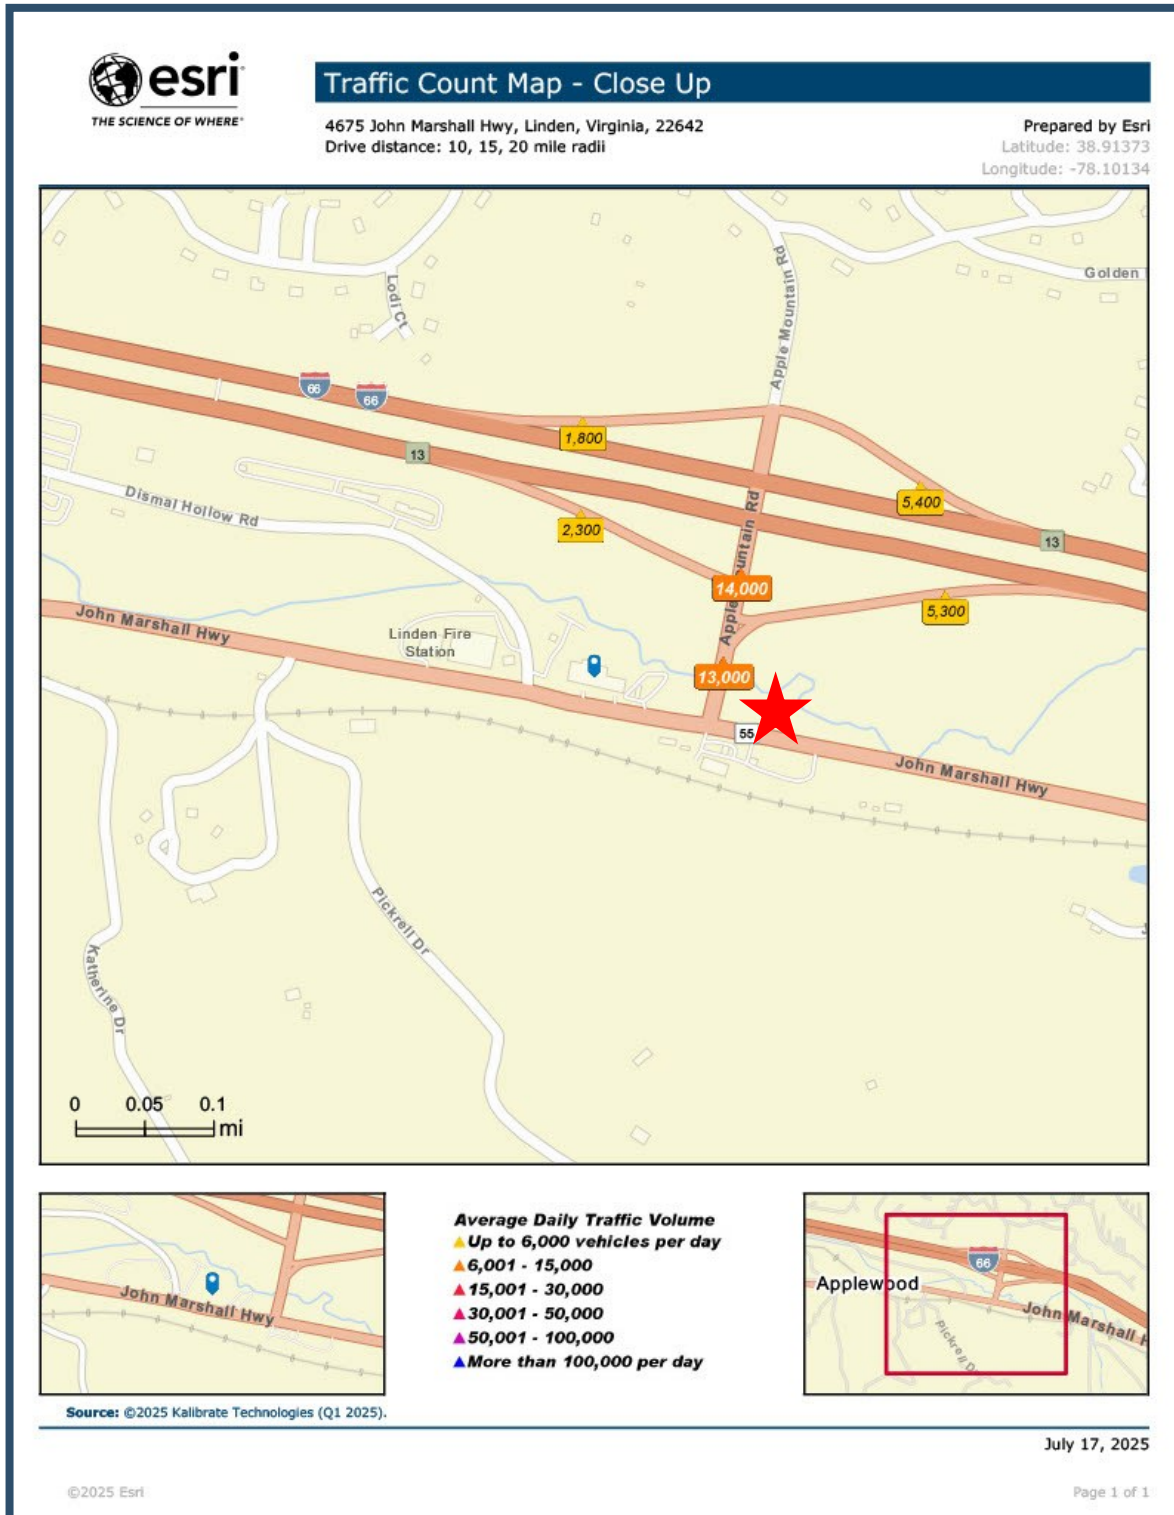 esri
THE SCIENCE OF WHERE®
Traffic Count Map - Close Up
4675 John Marshall Hwy, Linden, Virginia, 22642
Drive distance: 10, 15, 20 mile radii
Prepared by Esri
Latitude: 38.91373
Longitude: -78.10134
Lodi Ct
Apple Mountain Rd
Golden
66
66
1,800
13
5,400
Dismal Hollow Rd
2,300
13
Apple Mountain Rd
14,000
5,300
John Marshall Hwy
Linden Fire
Station
13,000
55
John Marshall Hwy
Pickrell Dr
Katherine Dr
0 0.05 0.1
mi
John Marshall Hwy
Average Daily Traffic Volume
Up to 6,000 vehicles per day
6,001 - 15,000
15,001 - 30,000
30,001 - 50,000
50,001 - 100,000
More than 100,000 per day
66
Applewood
John Marshall H
Pickrell D
Source: ©2025 Kalibrate Technologies (Q1 2025).
July 17, 2025
©2025 Esri
Page 1 of 1